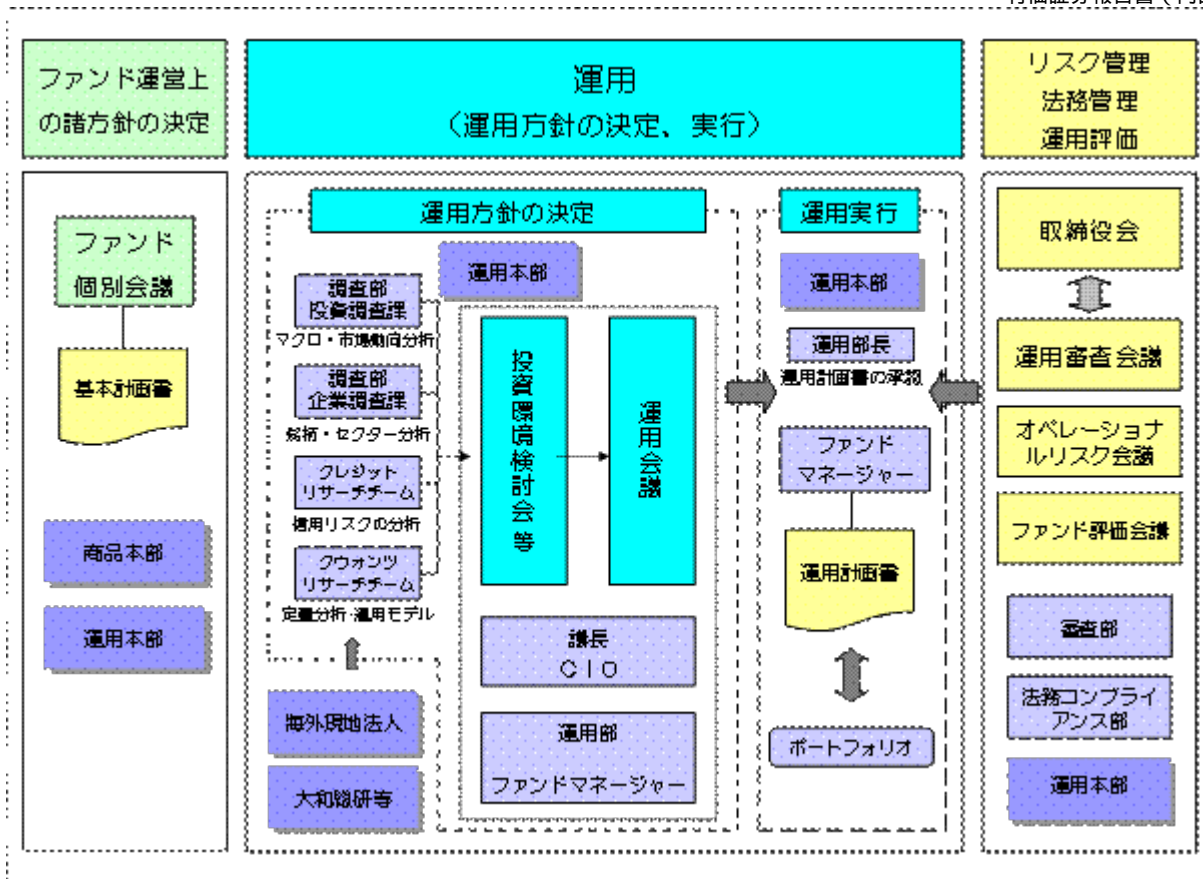 ファンド運営上
の諸方針の決定
運用
(運用方針の決定、実行)
リスク管理
法務管理
運用評価
ファンド
個別会議
基本計画書
商品本部
運用本部
運用方針の決定
運用本部
調査部
投資調査課
マクロ・市場動向分析
調査部
企業調査課
銘柄・セクター分析
クレジット
リサーチチーム
信用リスクの分析
クウォンツ
リサーチチーム
定量分析・運用モデル
海外現地法人
大和総研等
投資環境検討会等
運用会議
議長
CIO
運用部
ファンドマネージャー
運用実行
運用本部
運用部長
運用計画書の承認
ファンド
マネージャー
運用計画書
ポートフォリオ
取締役会
運用審査会議
オペレーショナ
ルリスク会議
ファンド評価会議
審査部
法務コンプライ
アンス部
運用本部